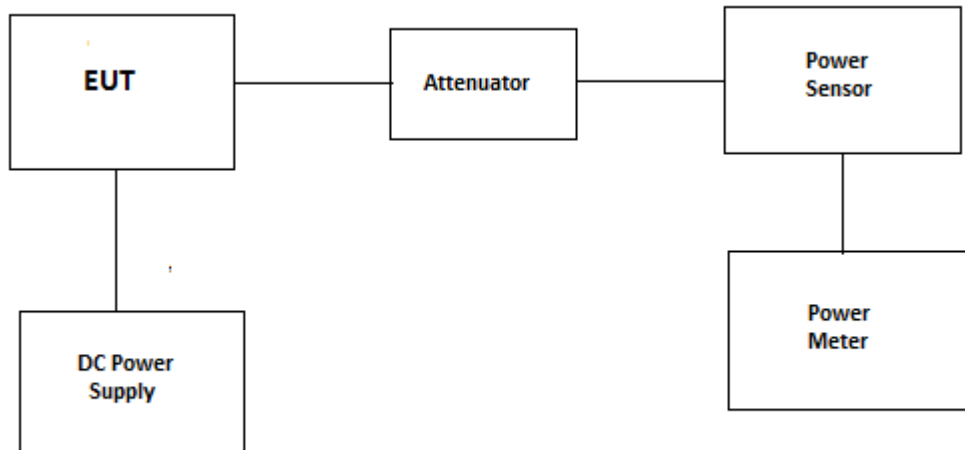 EUT
Attenuator
Power
Sensor
DC Power
Supply
Power
Meter